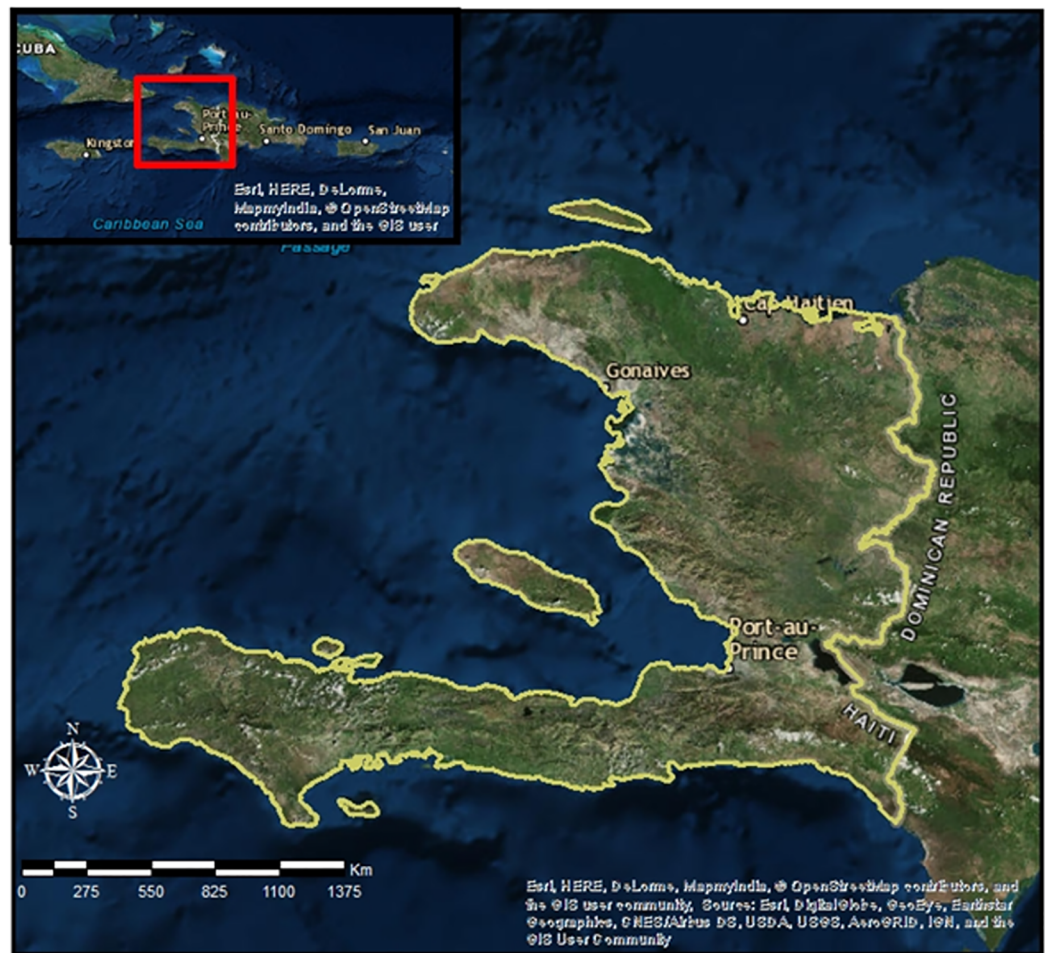 CUBA
Port-au-
Prince
Santo Domingo
San Juan
Kingston
Esri, HERE, DeLorme,
MapmyIndia, © OpenStreetMap
contributors, and the GIS user
Caribbean Sea
Passage
Cap-Haitien
Gonaives
DOMINICAN REPUBLIC
Port-au-
Prince
HAITI
N
W E
S
Km
0 275 550 825 1100 1375
Esri, HERE, DeLorme, MapmyIndia, © OpenStreetMap contributors, and
the GIS user community, Source: Esri, DigitalGlobe, GeoEye, Earthstar
Geographics, CNES/Airbus DS, USDA, USGS, AeroGRID, IGN, and the
GIS User Community